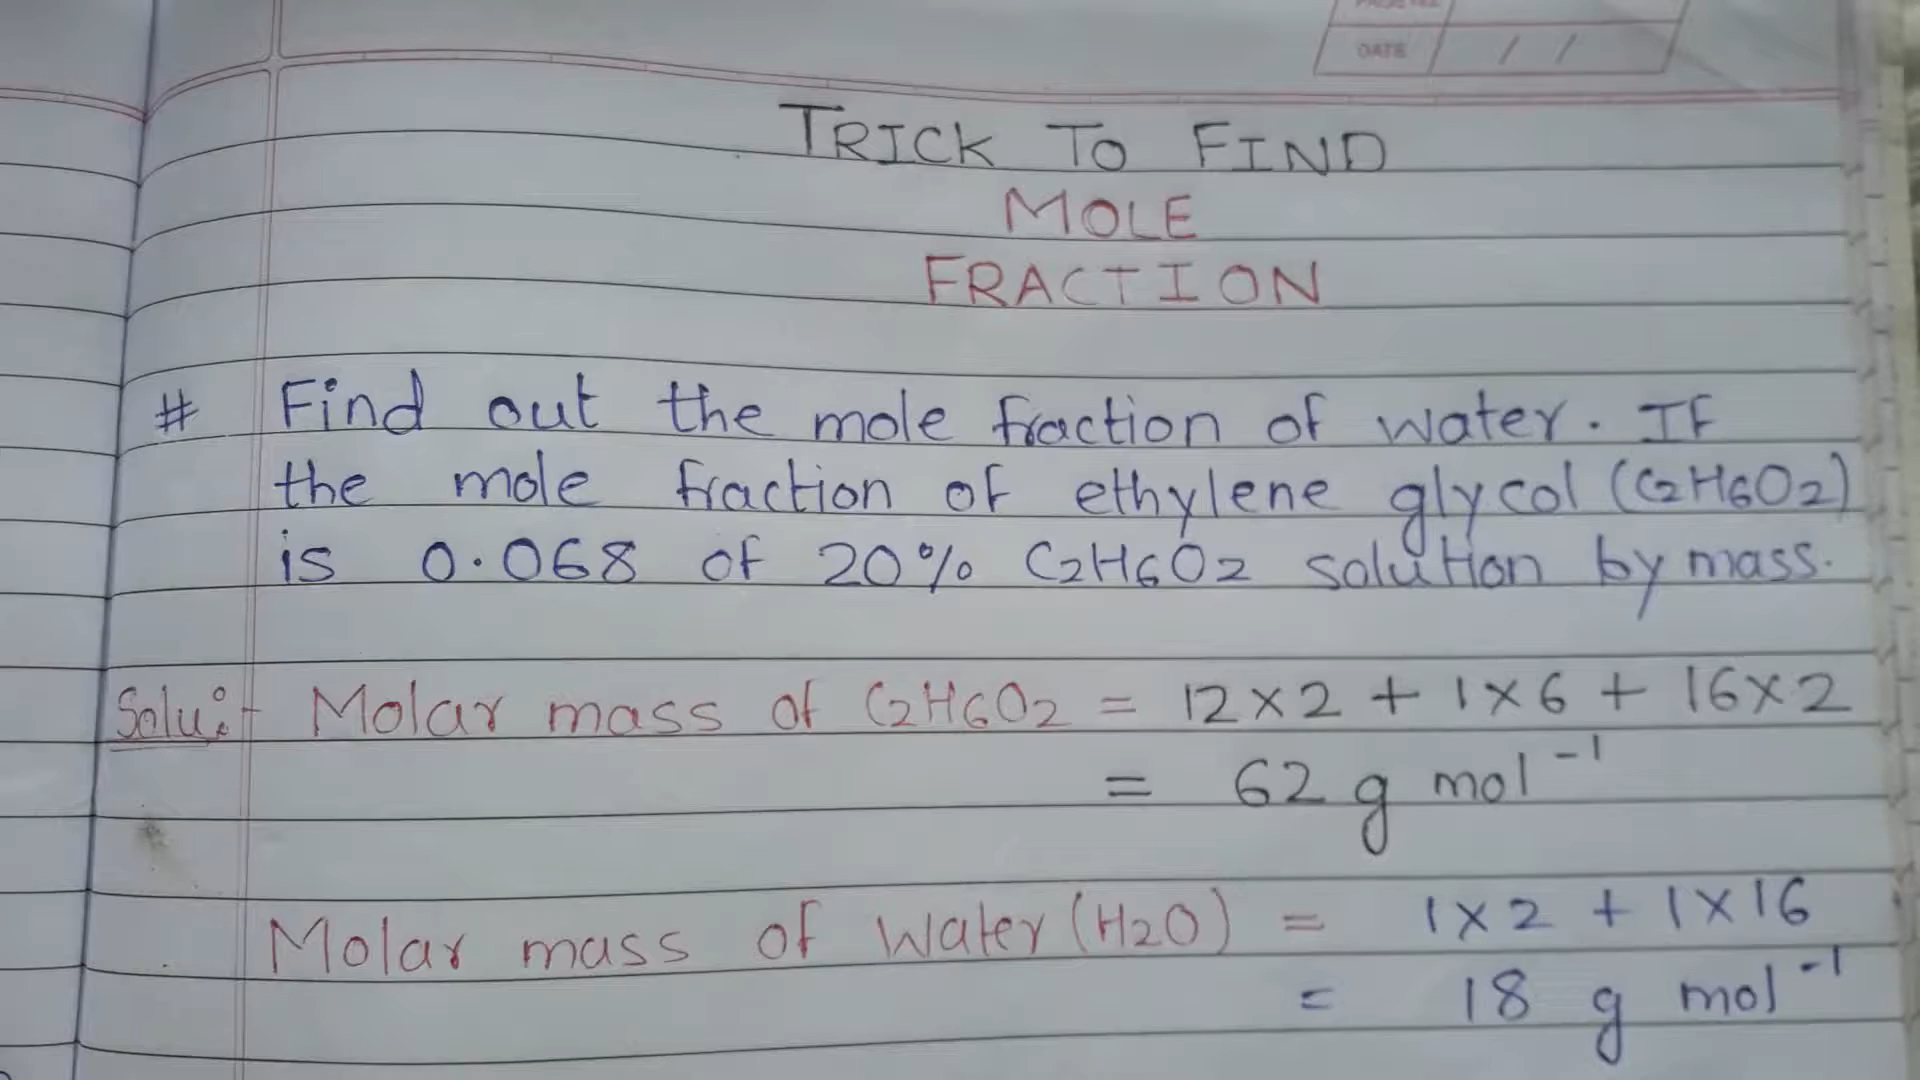 DATE / /
TRICK TO FIND
MOLE
FRACTION
# Find out the mole fraction of water. If
the mole fraction of ethylene glycol (C2H6O2)
is 0.068 of 20% C2H6O2 solution by mass.
Solu:- Molar mass of C2H6O2 = 12×2 + 1×6 + 16×2
= 62 g mol⁻¹
Molar mass of Water (H2O) = 1×2 + 1×16
= 18 g mol⁻¹